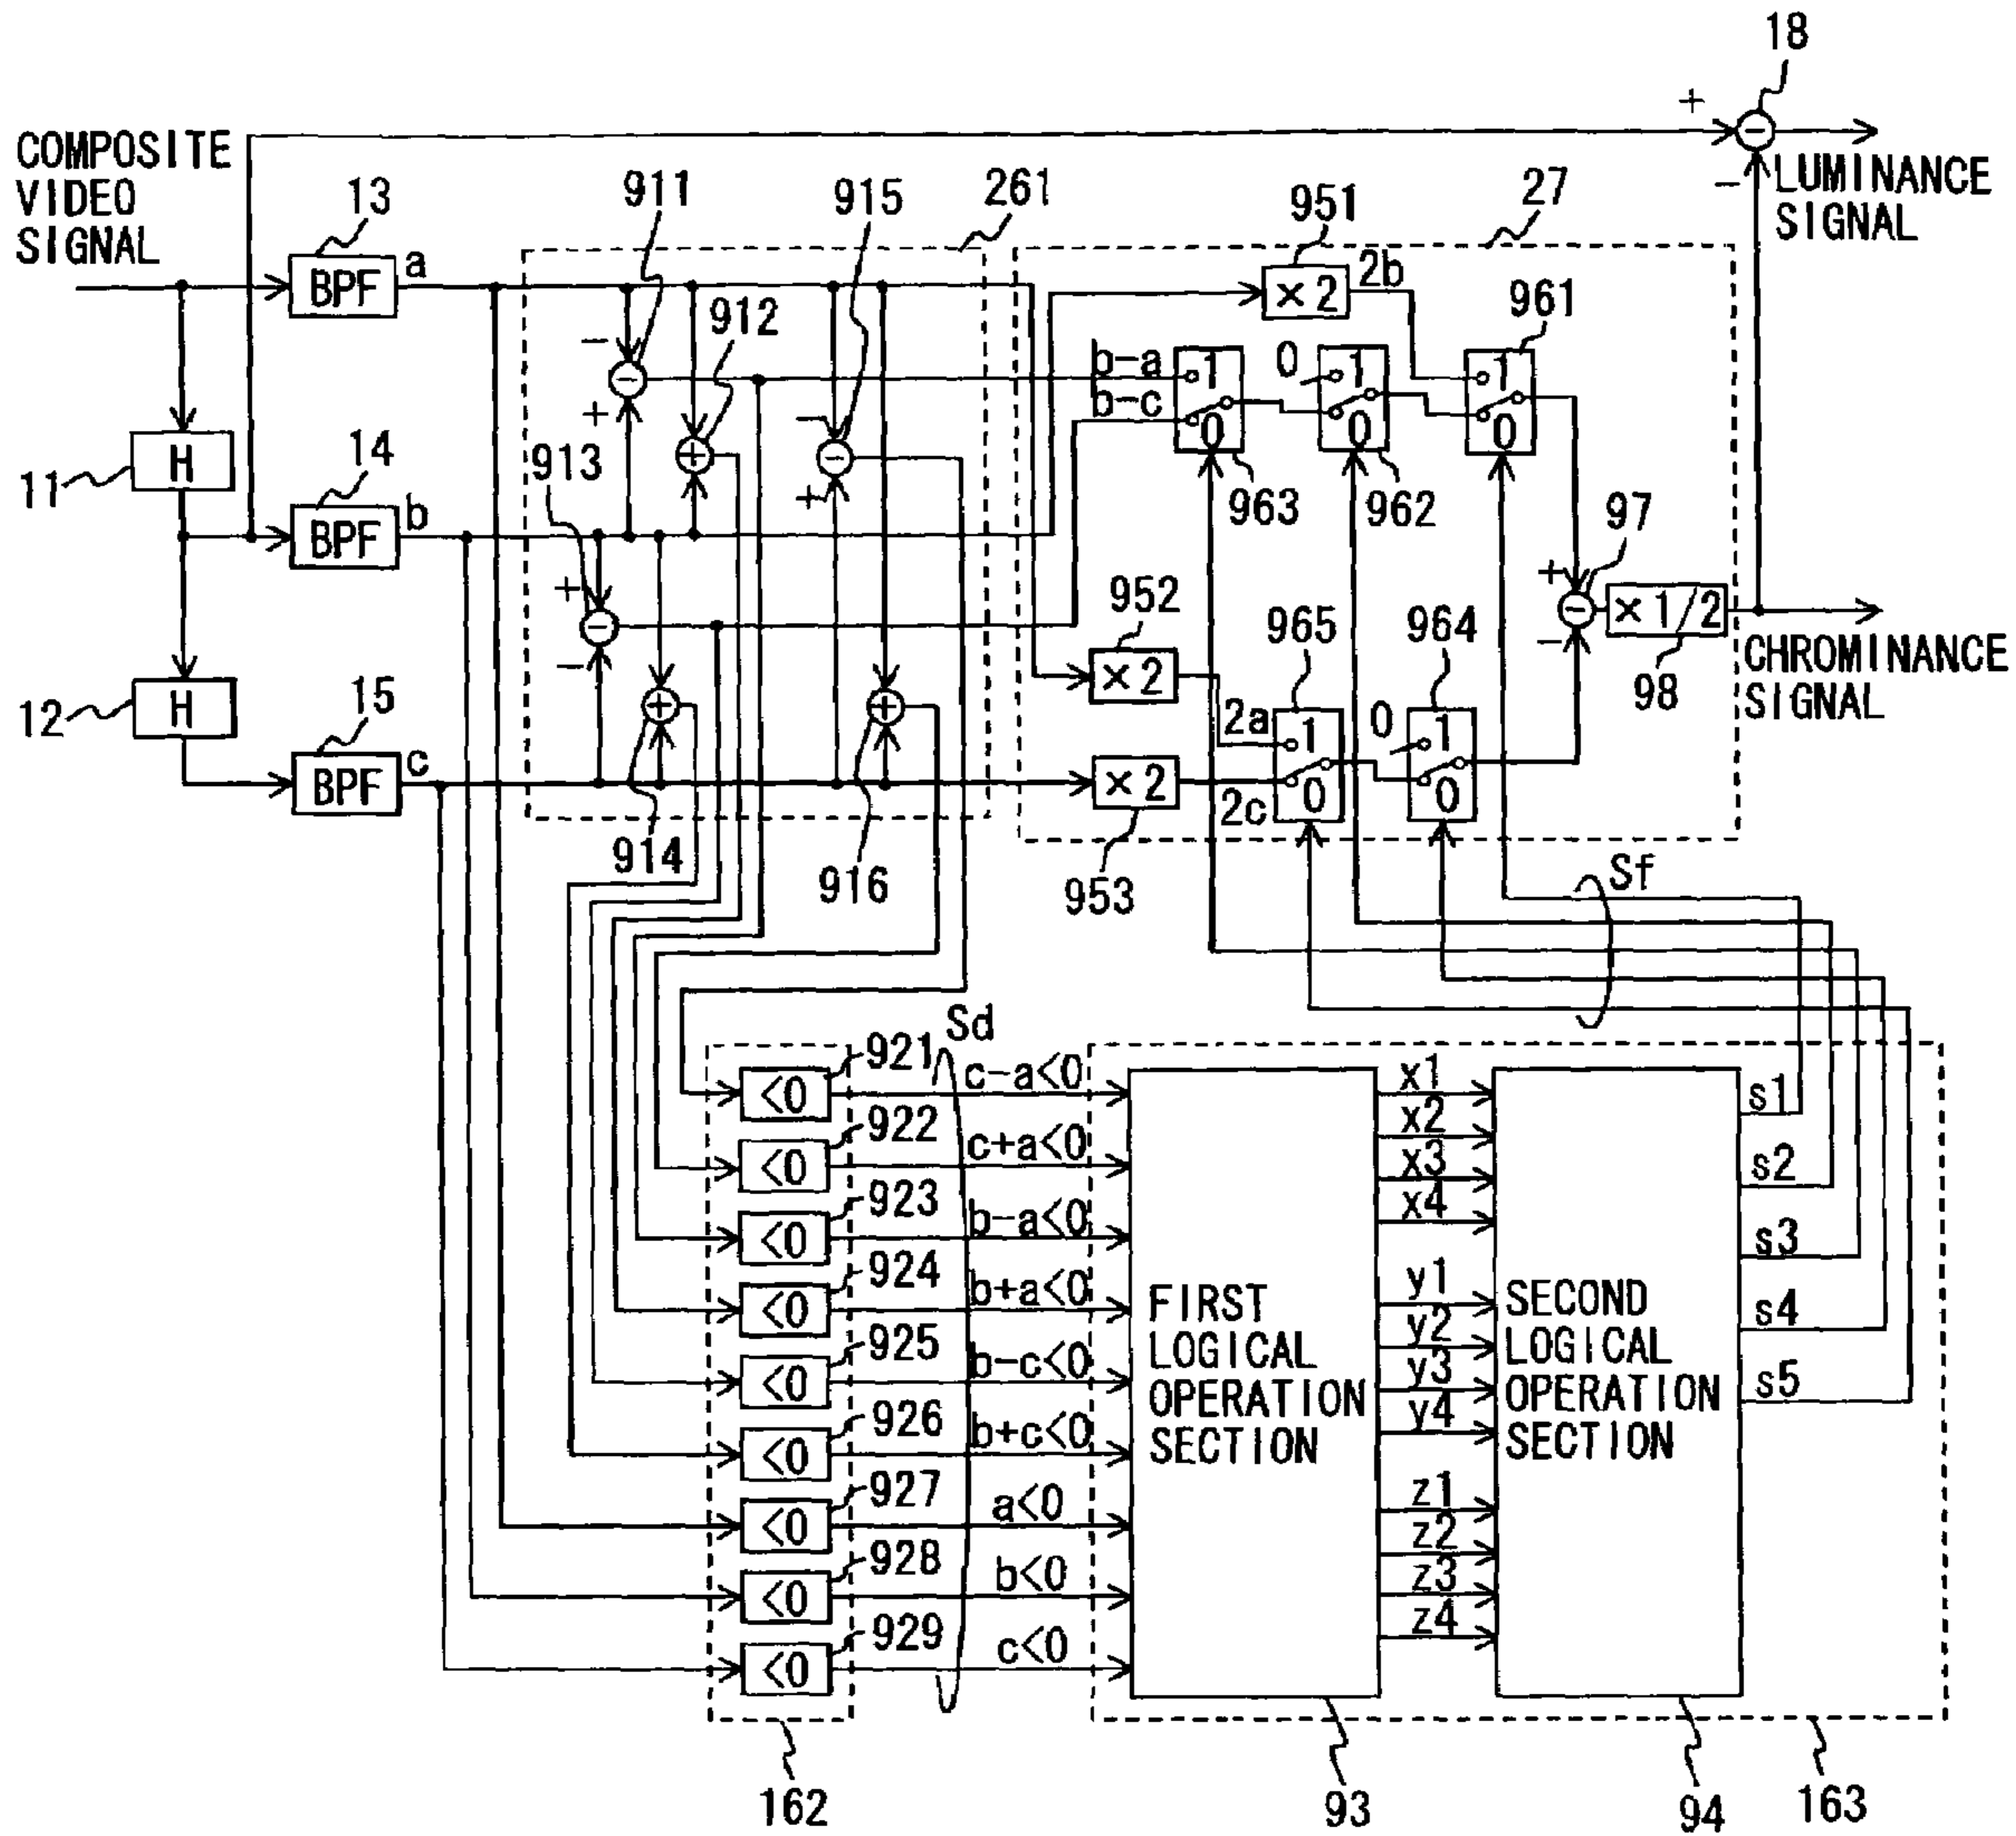 18
COMPOSITE
VIDEO
SIGNAL
+
-
-
LUMINANCE
SIGNAL
13
911
915
261
951
27
BPF
a
×2
2b
961
912
-
-
+
b-a
b-c
1
0
0
1
0
1
0
-
+
-
+
H
11
14
913
BPF
b
963
962
97
+
-
+
-
-
×1/2
952
965
964
×2
98
CHROMINANCE
SIGNAL
H
12
15
+
+
2a
1
0
0
1
0
BPF
c
×2
2c
914
916
953
Sf
Sd
<0
921
c-a<0
x1
s1
<0
922
c+a<0
x2
x3
s2
<0
923
b-a<0
x4
s3
<0
924
b+a<0
y1
s4
<0
925
b-c<0
y2
y3
s5
<0
926
b+c<0
y4
FIRST
LOGICAL
OPERATION
SECTION
SECOND
LOGICAL
OPERATION
SECTION
<0
927
a<0
z1
z2
<0
928
b<0
z3
z4
<0
929
c<0
162
93
94
163